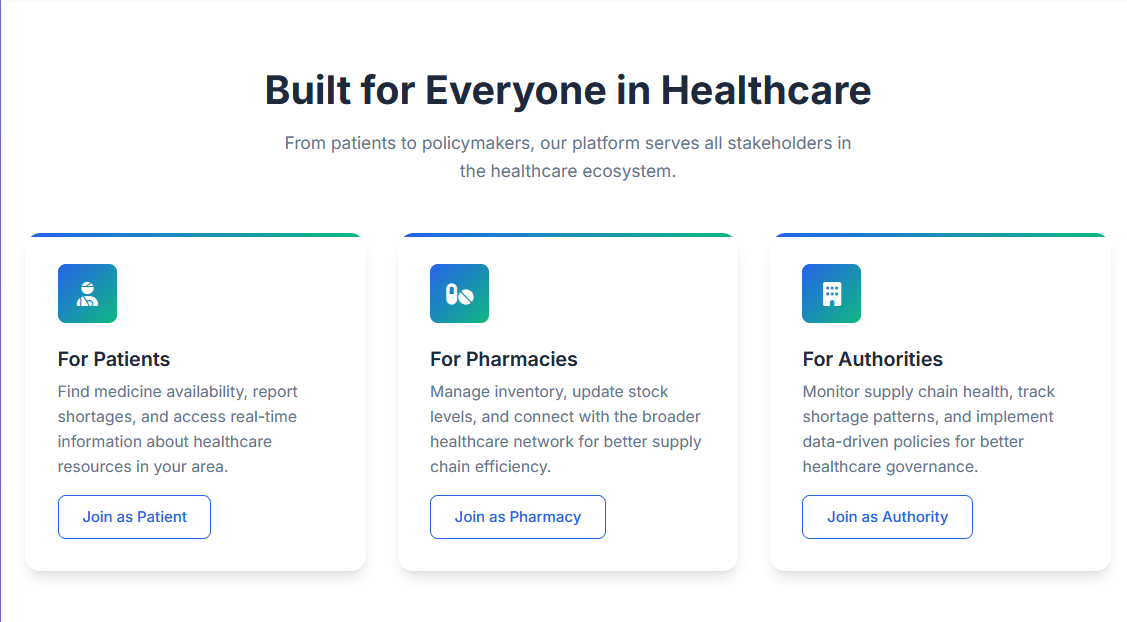 Built for Everyone in Healthcare
From patients to policymakers, our platform serves all stakeholders in
the healthcare ecosystem.
For Patients
Find medicine availability, report
shortages, and access real-time
information about healthcare
resources in your area.
Join as Patient
For Pharmacies
Manage inventory, update stock
levels, and connect with the broader
healthcare network for better supply
chain efficiency.
Join as Pharmacy
For Authorities
Monitor supply chain health, track
shortage patterns, and implement
data-driven policies for better
healthcare governance.
Join as Authority